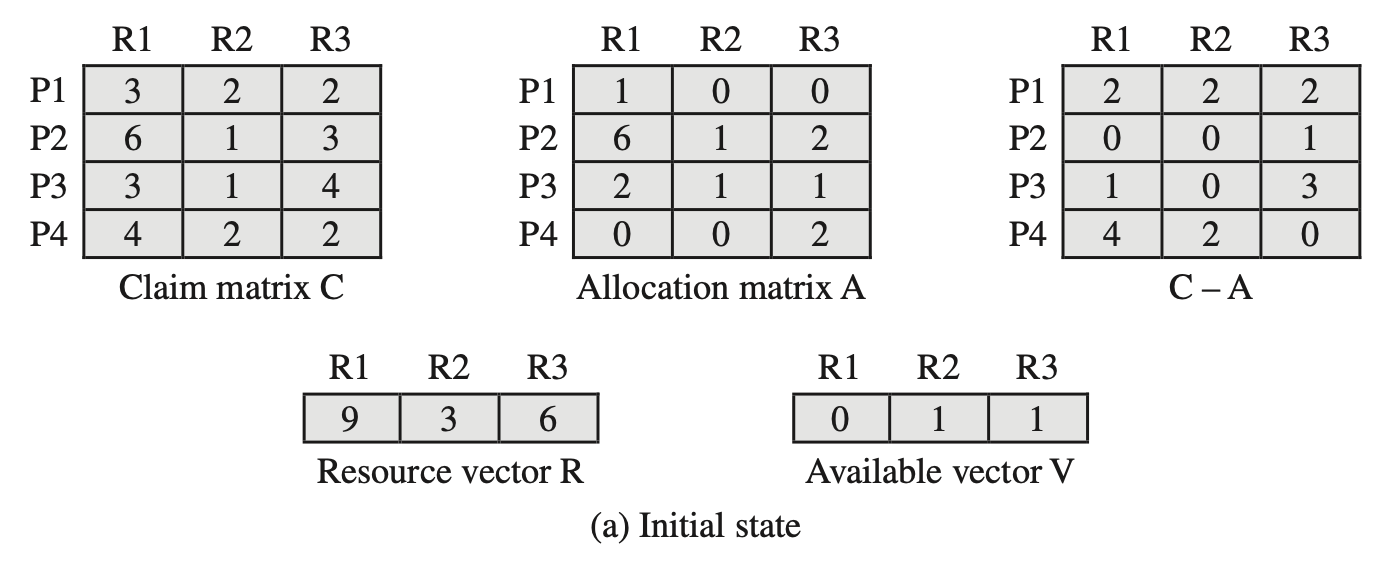 R1 R2 R3 R1 R2 R3 R1 R2 R3
P1 3 2 2 P1 1 0 0 P1 2 2 2
P2 6 1 3 P2 6 1 2 P2 0 0 1
P3 3 1 4 P3 2 1 1 P3 1 0 3
P4 4 2 2 P4 0 0 2 P4 4 2 0
Claim matrix C Allocation matrix A C – A
R1 R2 R3 R1 R2 R3
9 3 6 0 1 1
Resource vector R Available vector V
(a) Initial state